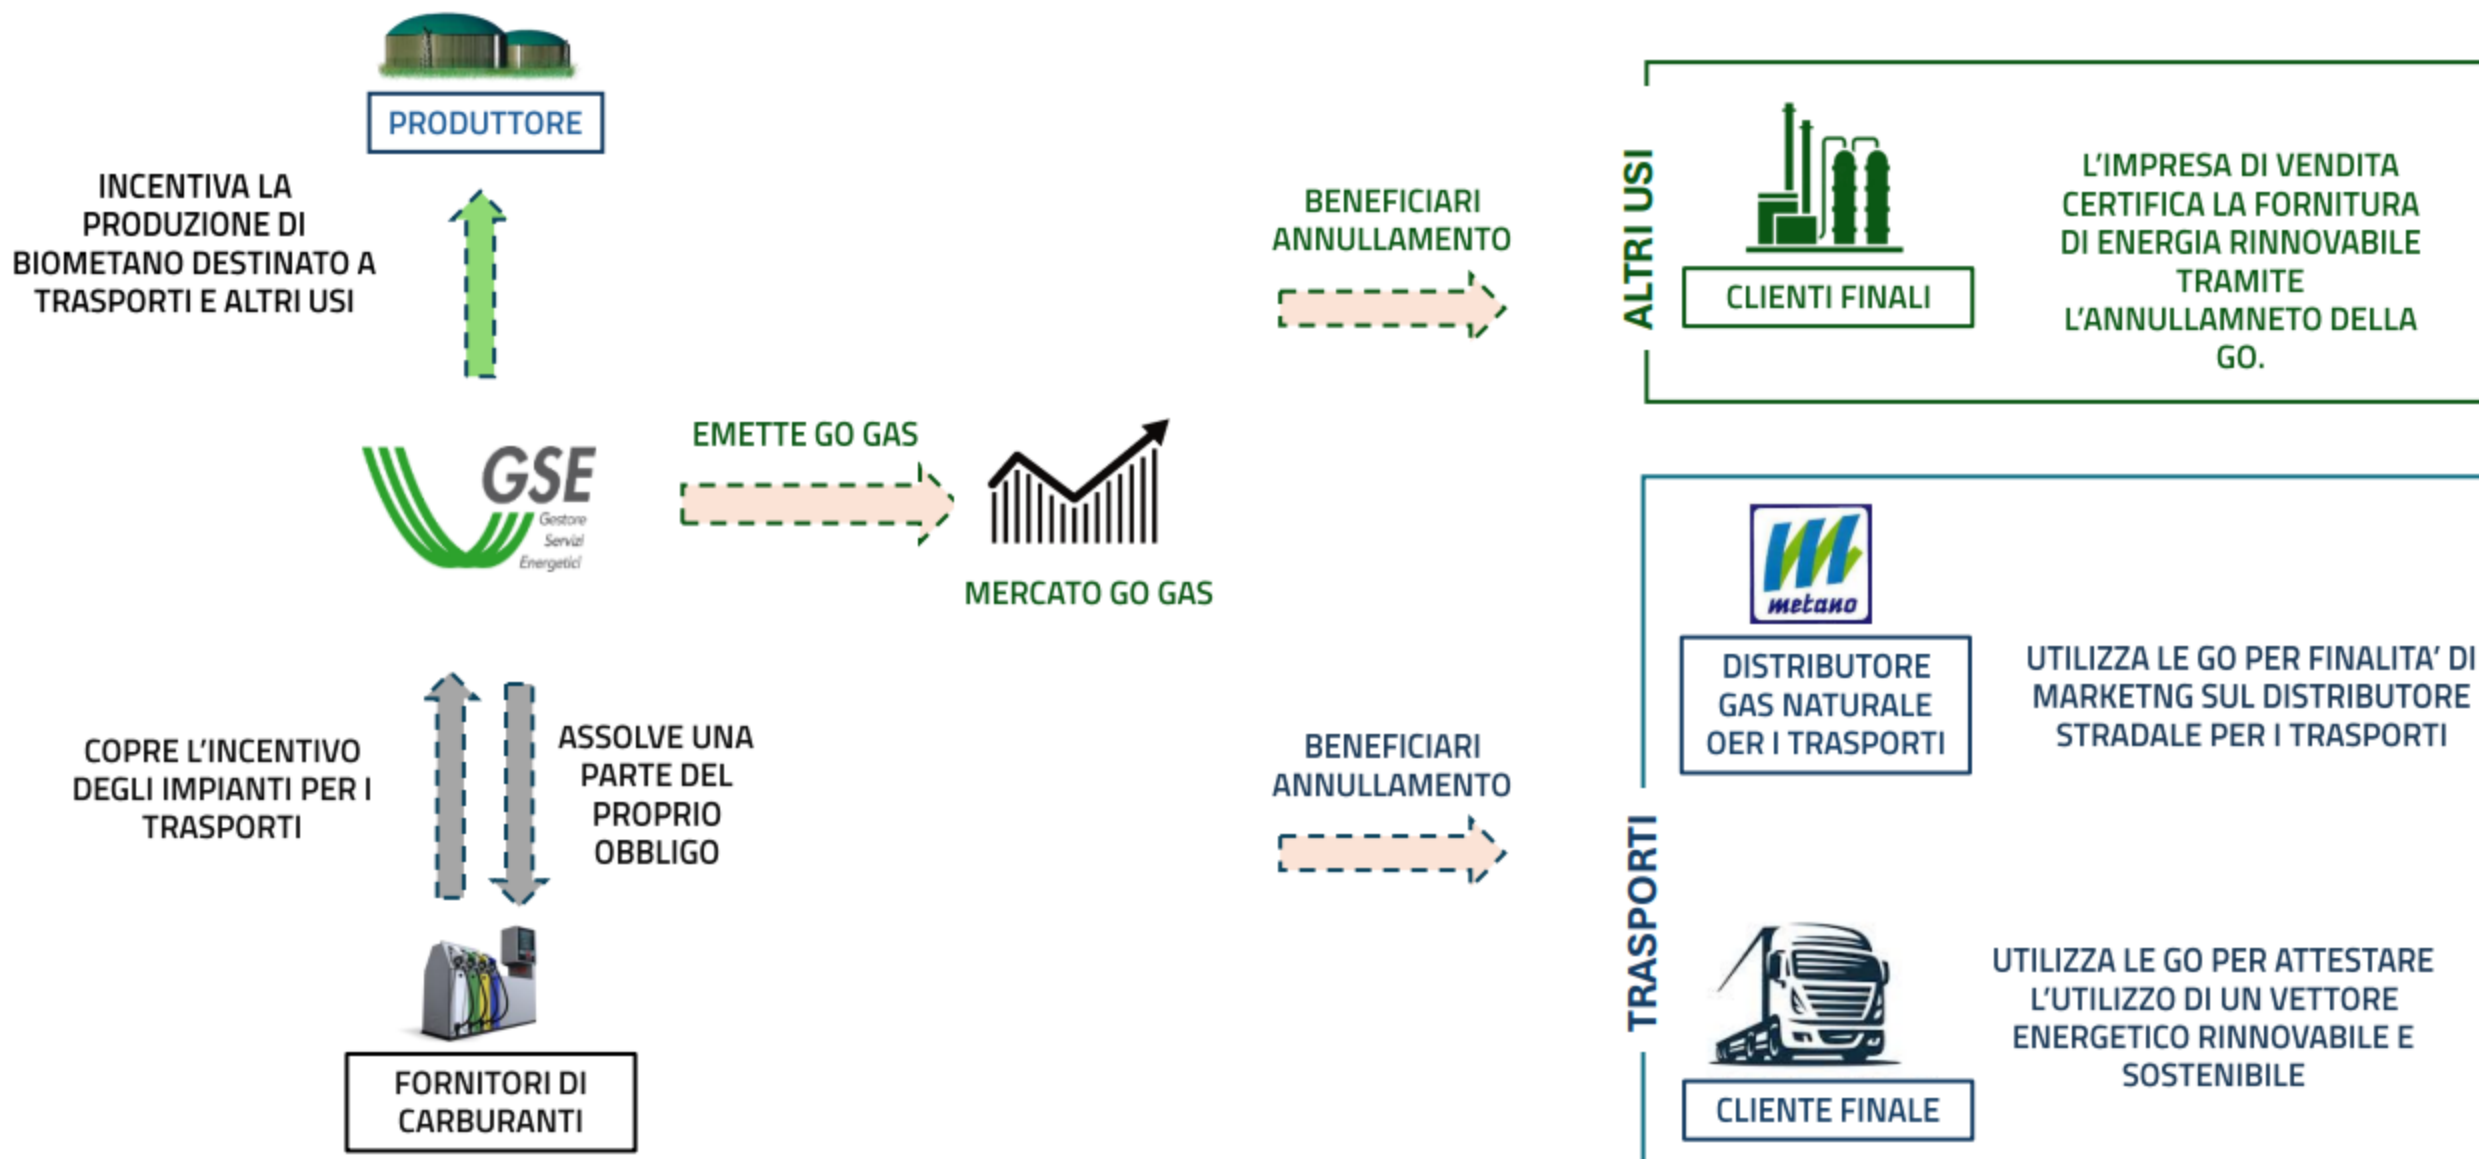 PRODUTTORE
INCENTIVA LA
PRODUZIONE DI
BIOMETANO DESTINATO A
TRASPORTI E ALTRI USI
GSE
Gestore
Servizi
Energetici
EMETTE GO GAS
MERCATO GO GAS
COPRE L'INCENTIVO
DEGLI IMPIANTI PER I
TRASPORTI
ASSOLVE UNA
PARTE DEL
PROPRIO
OBBLIGO
FORNITORI DI
CARBURANTI
BENEFICIARI
ANNULLAMENTO
ALTRI USI
CLIENTI FINALI
L'IMPRESA DI VENDITA
CERTIFICA LA FORNITURA
DI ENERGIA RINNOVABILE
TRAMITE
L'ANNULLAMNETO DELLA
GO.
BENEFICIARI
ANNULLAMENTO
TRASPORTI
metano
DISTRIBUTORE
GAS NATURALE
OER I TRASPORTI
UTILIZZA LE GO PER FINALITA' DI
MARKETNG SUL DISTRIBUTORE
STRADALE PER I TRASPORTI
CLIENTE FINALE
UTILIZZA LE GO PER ATTESTARE
L'UTILIZZO DI UN VETTORE
ENERGETICO RINNOVABILE E
SOSTENIBILE